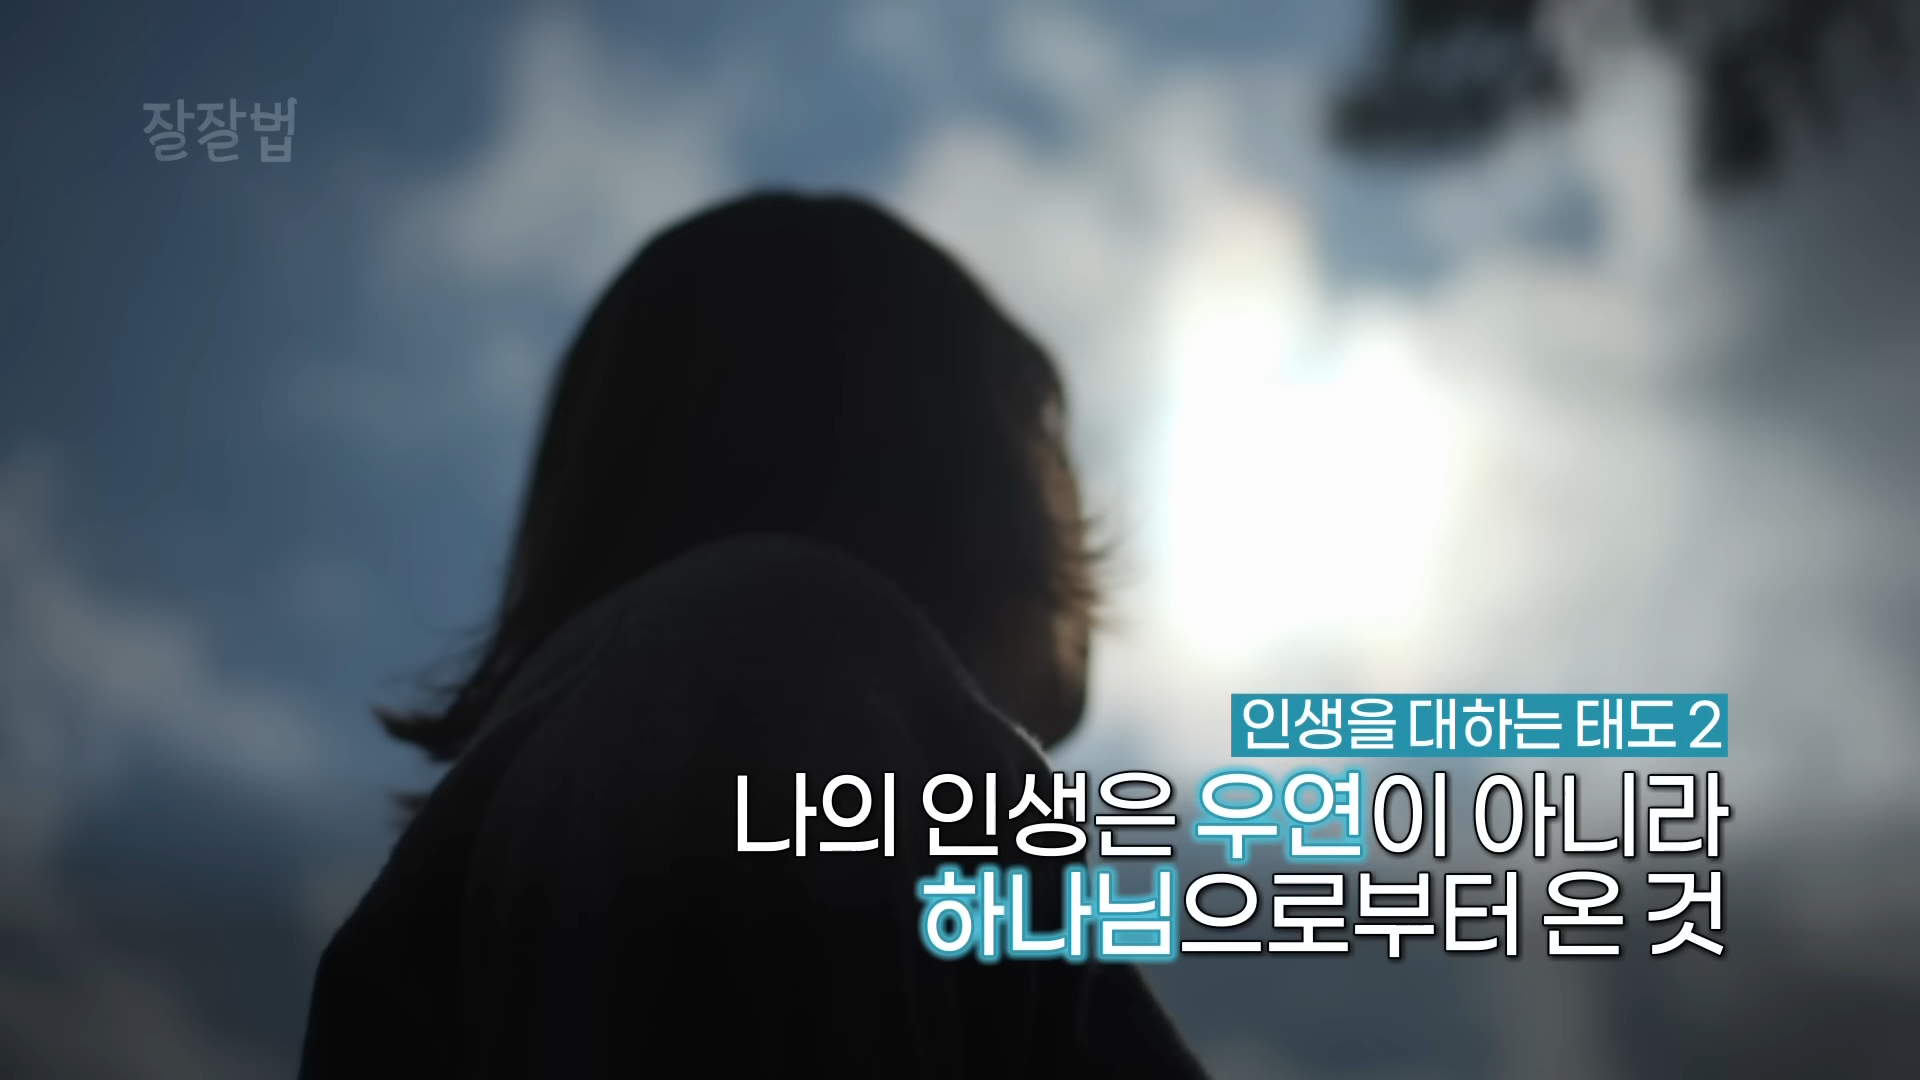 잘잘법
인생을 대하는 태도 2
나의 인생은 우연이 아니라
하나님으로부터 온 것